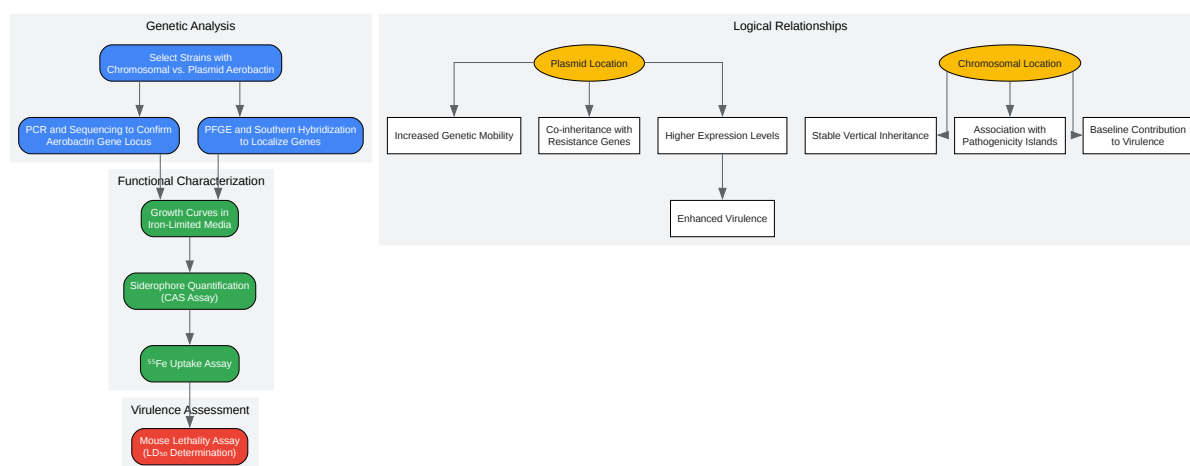 Genetic Analysis
Select Strains with
Chromosomal vs. Plasmid Aerobactin
PCR and Sequencing to Confirm
Aerobactin Gene Locus
PFGE and Southern Hybridization
to Localize Genes
Functional Characterization
Growth Curves in
Iron-Limited Media
Siderophore Quantification
(CAS Assay)
⁵⁵Fe Uptake Assay
Virulence Assessment
Mouse Lethality Assay
(LD₅₀ Determination)
Logical Relationships
Plasmid Location
Chromosomal Location
Increased Genetic Mobility
Co-inheritance with
Resistance Genes
Higher Expression Levels
Stable Vertical Inheritance
Association with
Pathogenicity Islands
Baseline Contribution
to Virulence
Enhanced Virulence